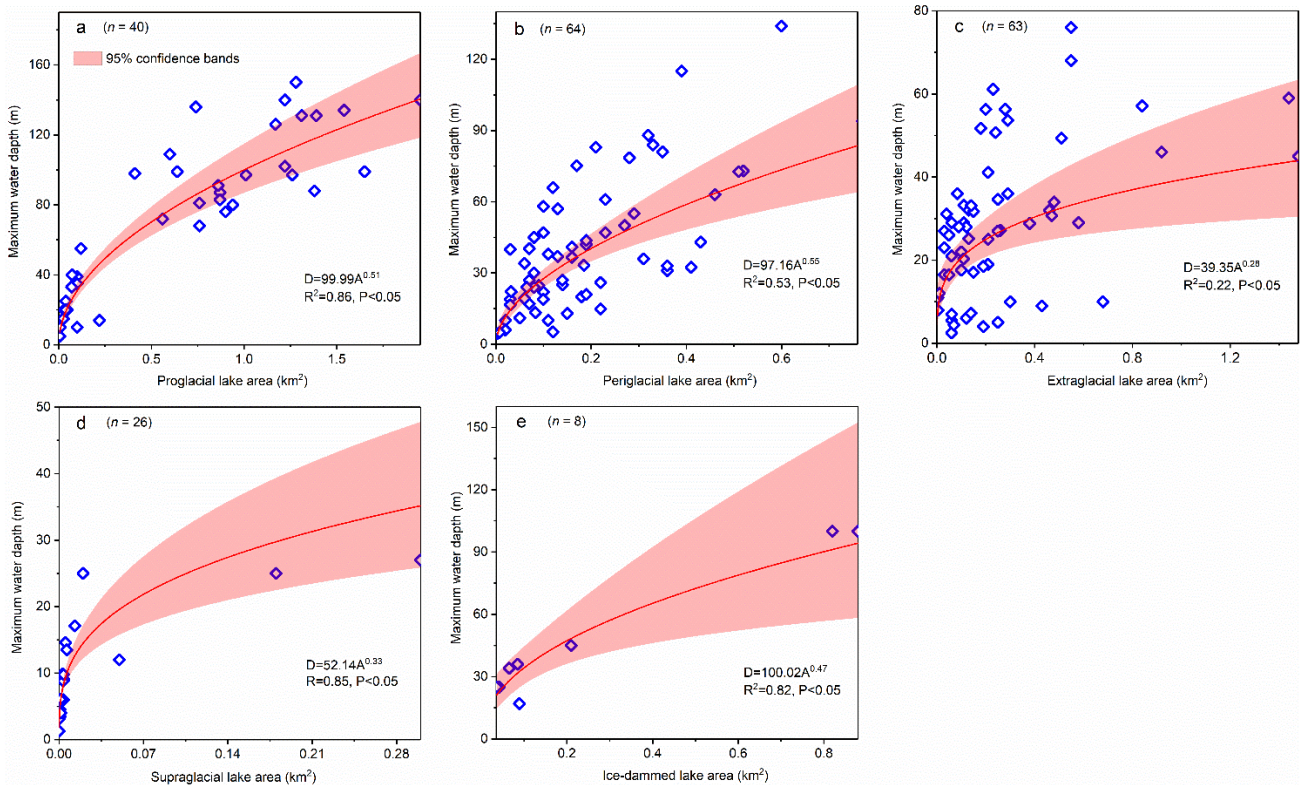 a
(n = 40)
95% confidence bands
Maximum water depth (m)
160
120
80
40
0
D=99.99A^0.51
R²=0.86, P<0.05
0.0 0.5 1.0 1.5
Proglacial lake area (km²)
b
(n = 64)
Maximum water depth (m)
120
90
60
30
0
D=97.16A^0.55
R²=0.53, P<0.05
0.0 0.2 0.4 0.6
Periglacial lake area (km²)
c
(n = 63)
Maximum water depth (m)
80
60
40
20
0
D=39.35A^0.28
R²=0.22, P<0.05
0.0 0.4 0.8 1.2
Extraglacial lake area (km²)
d
(n = 26)
Maximum water depth (m)
50
40
30
20
10
0
D=52.14A^0.33
R=0.85, P<0.05
0.00 0.07 0.14 0.21 0.28
Supraglacial lake area (km²)
e
(n = 8)
Maximum water depth (m)
150
120
90
60
30
0
D=100.02A^0.47
R²=0.82, P<0.05
0.2 0.4 0.6 0.8
Ice-dammed lake area (km²)